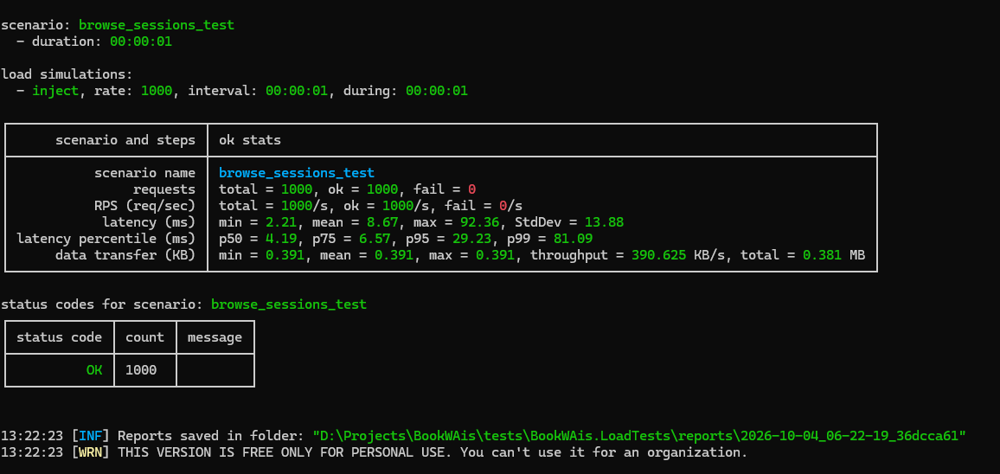 scenario: browse_sessions_test
- duration: 00:00:01
load simulations:
- inject, rate: 1000, interval: 00:00:01, during: 00:00:01
scenario and steps ok stats
scenario name browse_sessions_test
requests total = 1000, ok = 1000, fail = 0
RPS (req/sec) total = 1000/s, ok = 1000/s, fail = 0/s
latency (ms) min = 2.21, mean = 8.67, max = 92.36, StdDev = 13.88
latency percentile (ms) p50 = 4.19, p75 = 6.57, p95 = 29.23, p99 = 81.09
data transfer (KB) min = 0.391, mean = 0.391, max = 0.391, throughput = 390.625 KB/s, total = 0.381 MB
status codes for scenario: browse_sessions_test
status code count message
OK 1000
13:22:23 [INF] Reports saved in folder: "D:\Projects\BookWAis\tests\BookWAis.LoadTests\reports\2026-10-04_06-22-19_36dcca61"
13:22:23 [WRN] THIS VERSION IS FREE ONLY FOR PERSONAL USE. You can't use it for an organization.